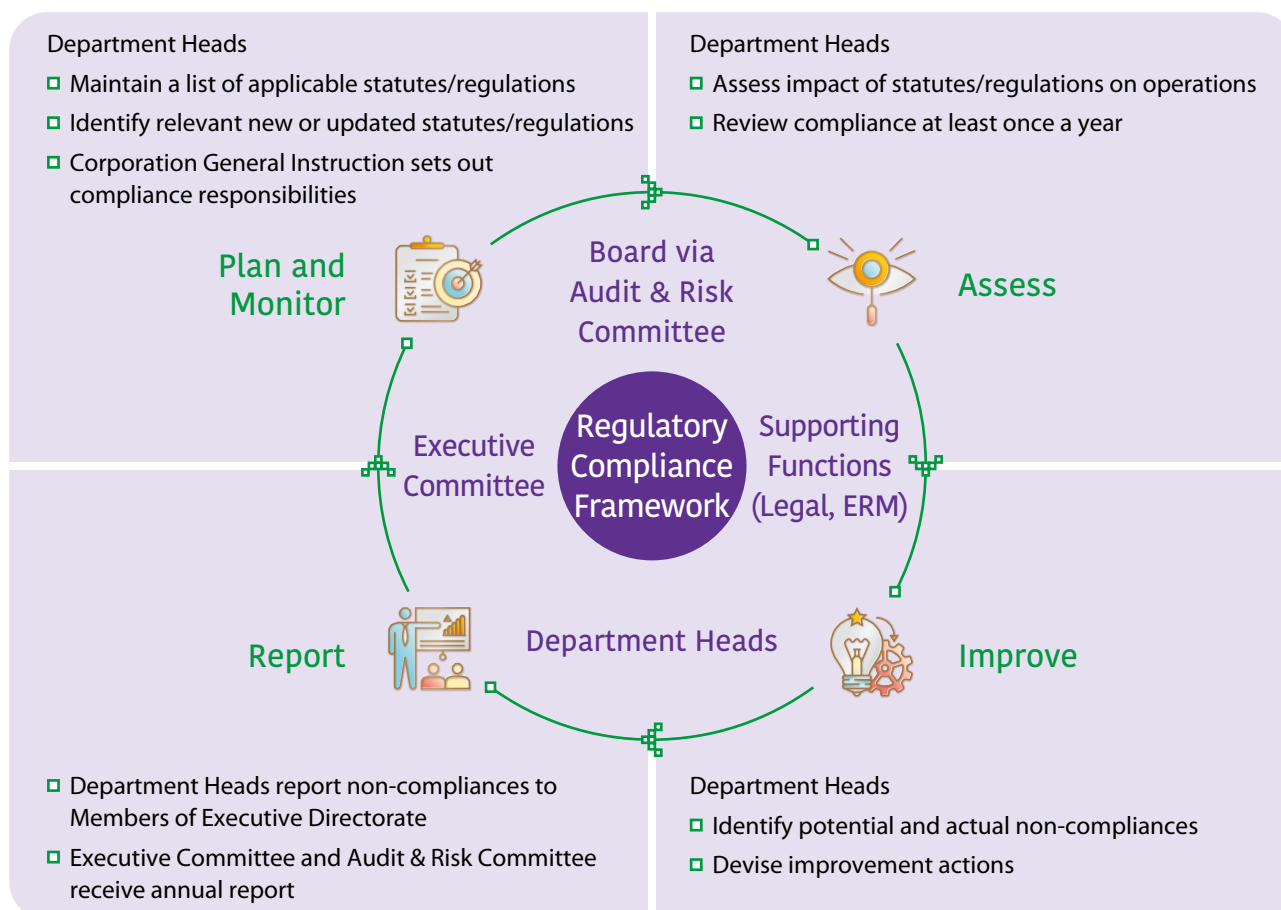 Department Heads
Maintain a list of applicable statutes/regulations
Identify relevant new or updated statutes/regulations
Corporation General Instruction sets out
compliance responsibilities
Department Heads
Assess impact of statutes/regulations on operations
Review compliance at least once a year
Plan and
Monitor
Board via
Audit & Risk
Committee
Assess
Executive
Committee
Regulatory
Compliance
Framework
Supporting
Functions
(Legal, ERM)
Report
Department Heads
Improve
Department Heads report non-compliances to
Members of Executive Directorate
Executive Committee and Audit & Risk Committee
receive annual report
Department Heads
Identify potential and actual non-compliances
Devise improvement actions